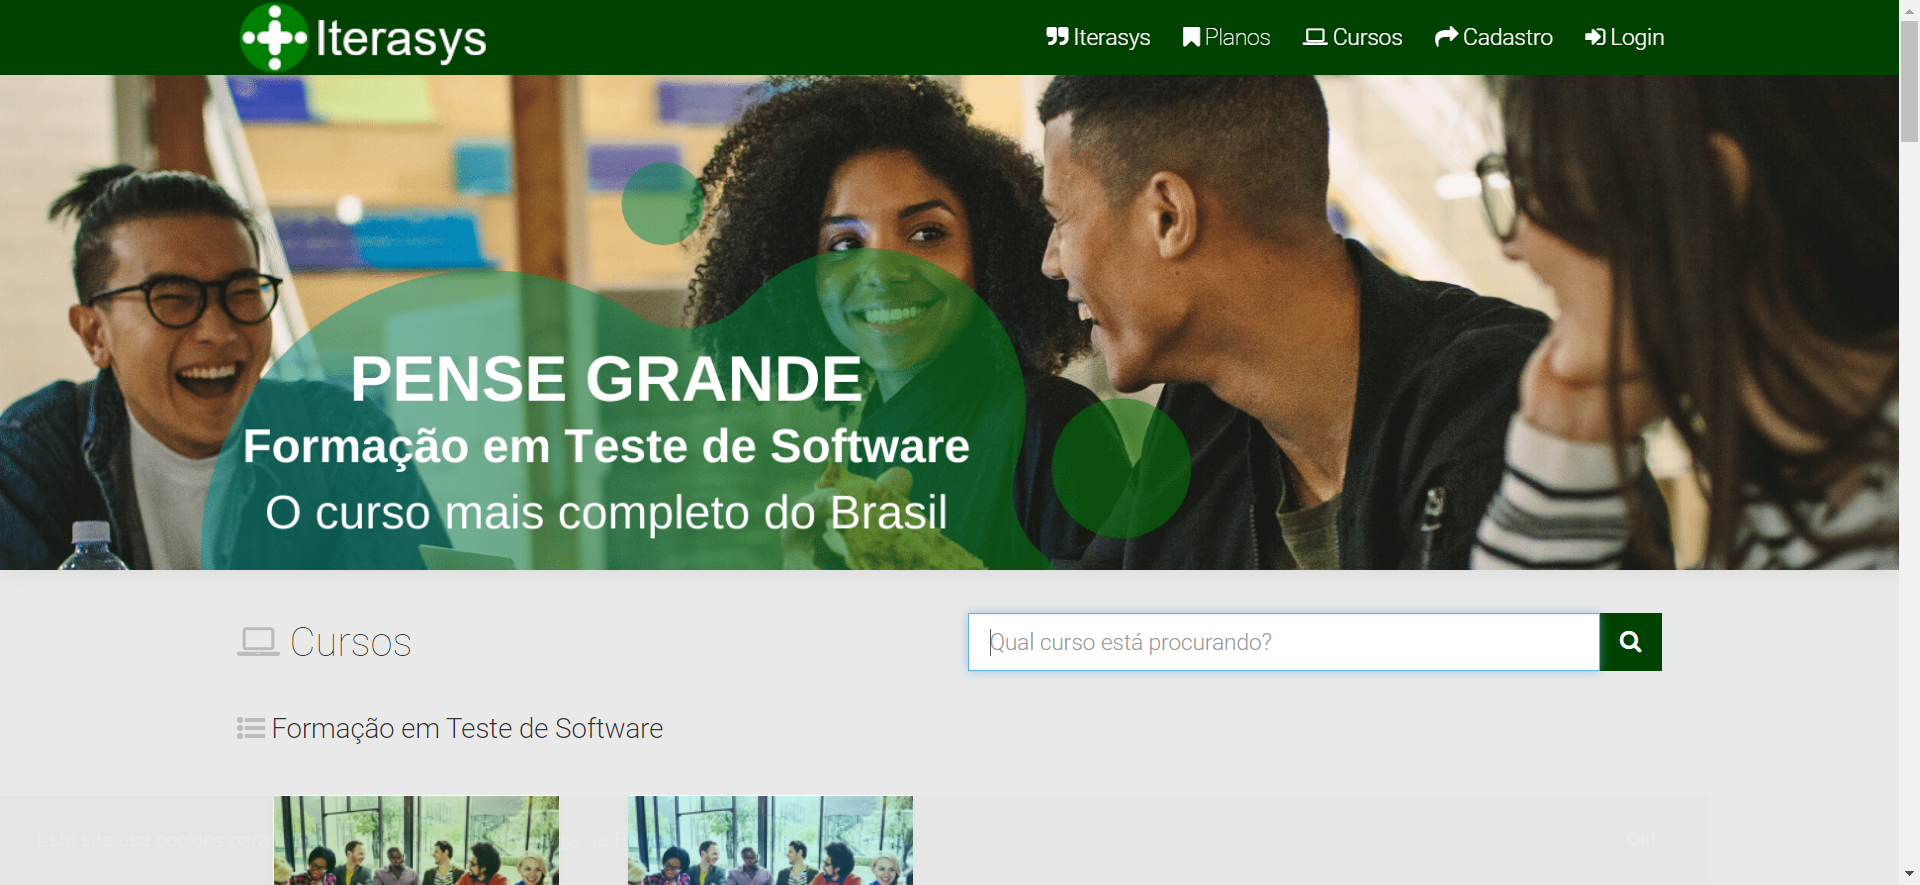 Iterasys
Iterasys Planos Cursos Cadastro Login
PENSE GRANDE
Formação em Teste de Software
O curso mais completo do Brasil
Cursos
Qual curso está procurando?
Formação em Teste de Software
Este site usa cookies para
Ok!